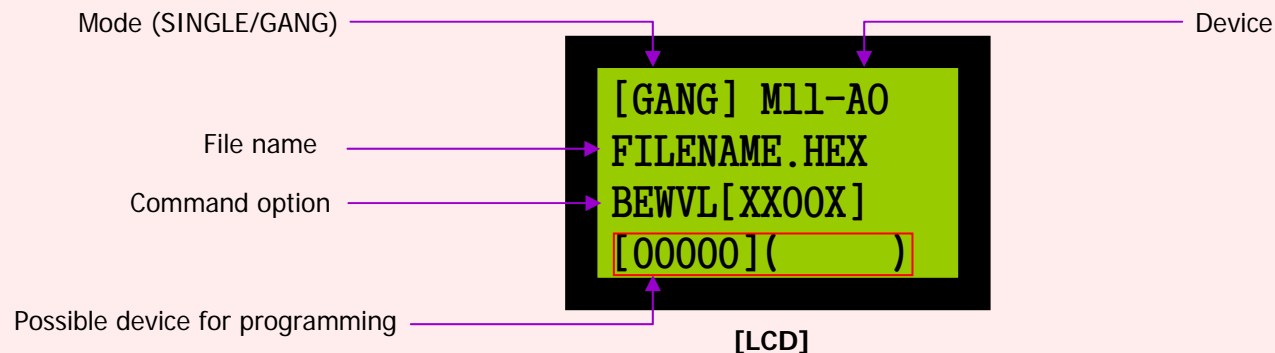 Mode (SINGLE/GANG)
Device
[GANG] M11-A0
FILENAME.HEX
BEWVL[XXOOX]
[00000](      )
File name
Command option
Possible device for programming
[LCD]